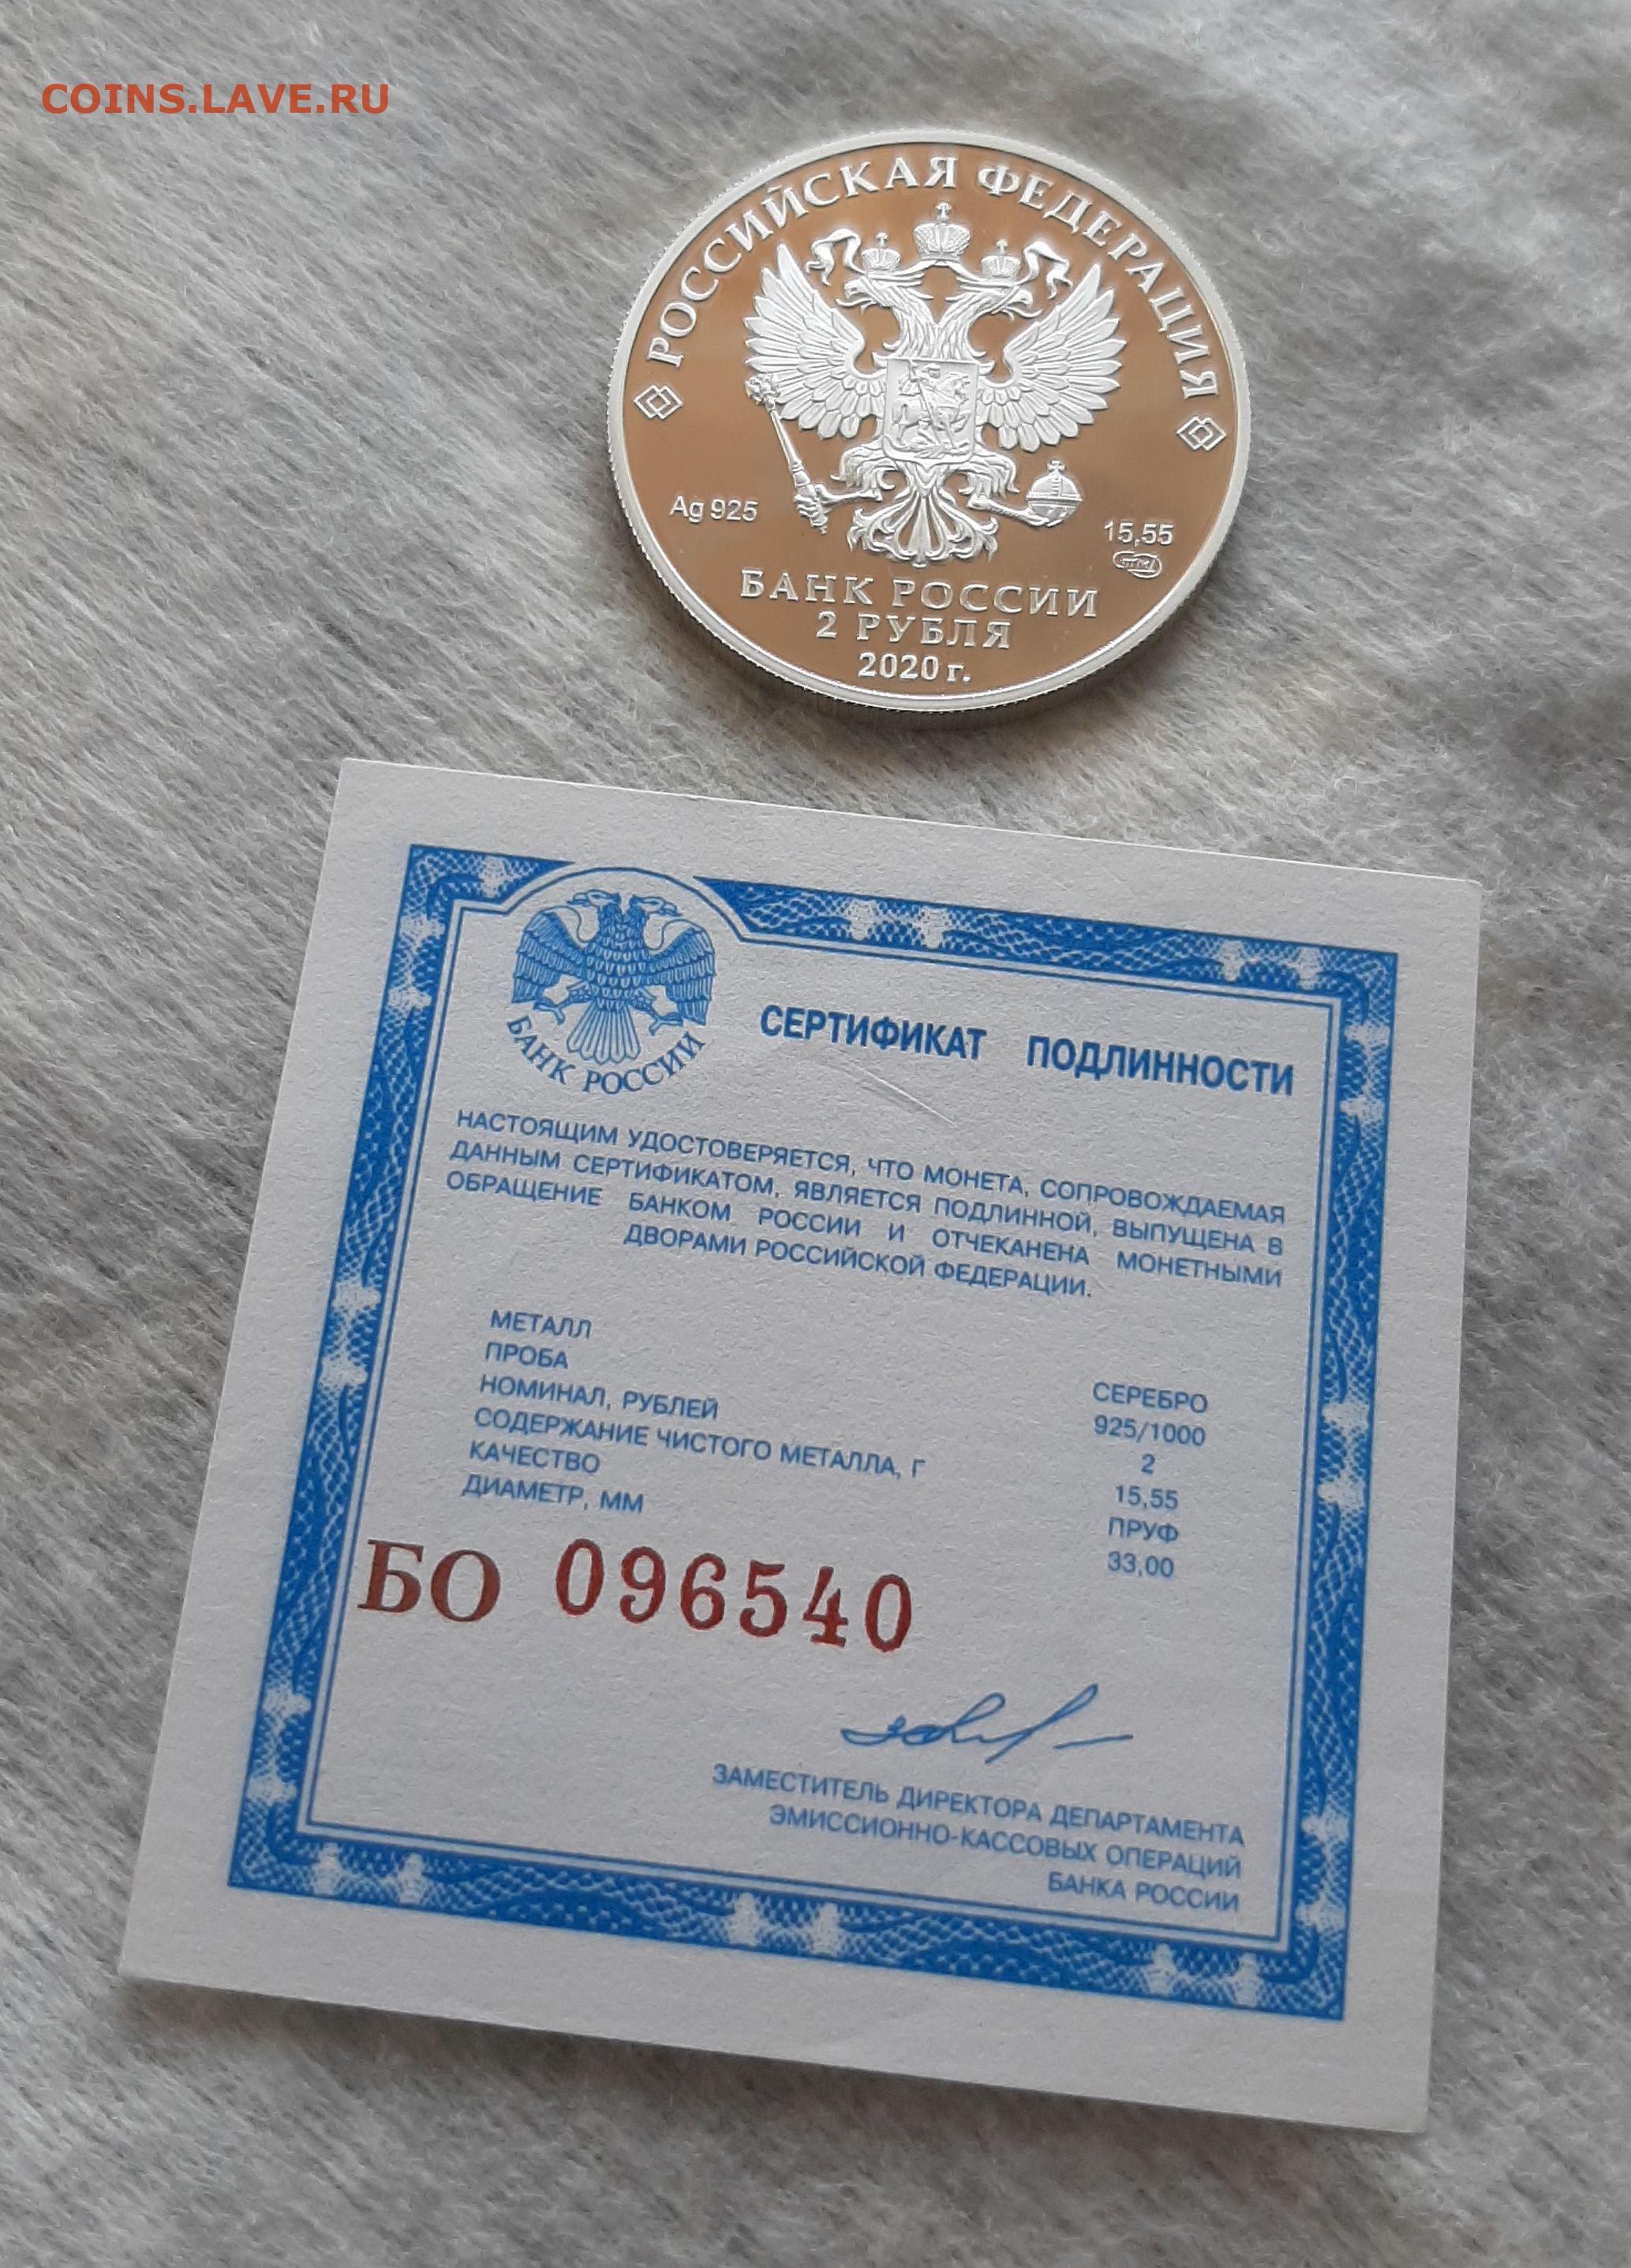 COINS.LAVE.RU
РОССИЙСКАЯ ФЕДЕРАЦИЯ
Ag 925
15,55
БАНК РОССИИ
2 РУБЛЯ
2020 г.
БАНК РОССИИ
СЕРТИФИКАТ ПОДЛИННОСТИ
НАСТОЯЩИМ УДОСТОВЕРЯЕТСЯ, ЧТО МОНЕТА, СОПРОВОЖДАЕМАЯ
ДАННЫМ СЕРТИФИКАТОМ, ЯВЛЯЕТСЯ ПОДЛИННОЙ, ВЫПУЩЕНА В
ОБРАЩЕНИЕ БАНКОМ РОССИИ И ОТЧЕКАНЕНА МОНЕТНЫМИ
ДВОРАМИ РОССИЙСКОЙ ФЕДЕРАЦИИ.
МЕТАЛЛ СЕРЕБРО
ПРОБА 925/1000
НОМИНАЛ, РУБЛЕЙ 2
СОДЕРЖАНИЕ ЧИСТОГО МЕТАЛЛА, Г 15,55
КАЧЕСТВО ПРУФ
ДИАМЕТР, ММ 33,00
БО 096540
ЗАМЕСТИТЕЛЬ ДИРЕКТОРА ДЕПАРТАМЕНТА
ЭМИССИОННО-КАССОВЫХ ОПЕРАЦИЙ
БАНКА РОССИИ